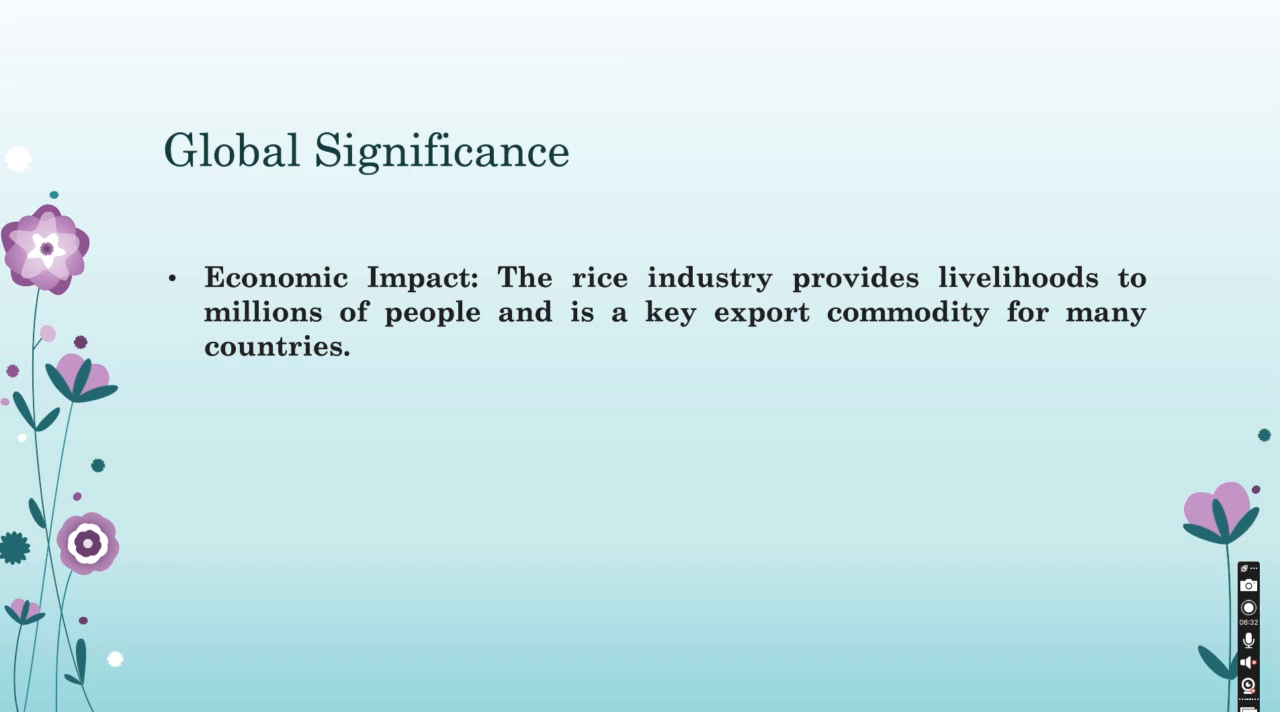 Global Significance
• Economic Impact: The rice industry provides livelihoods to
millions of people and is a key export commodity for many
countries.
06:32